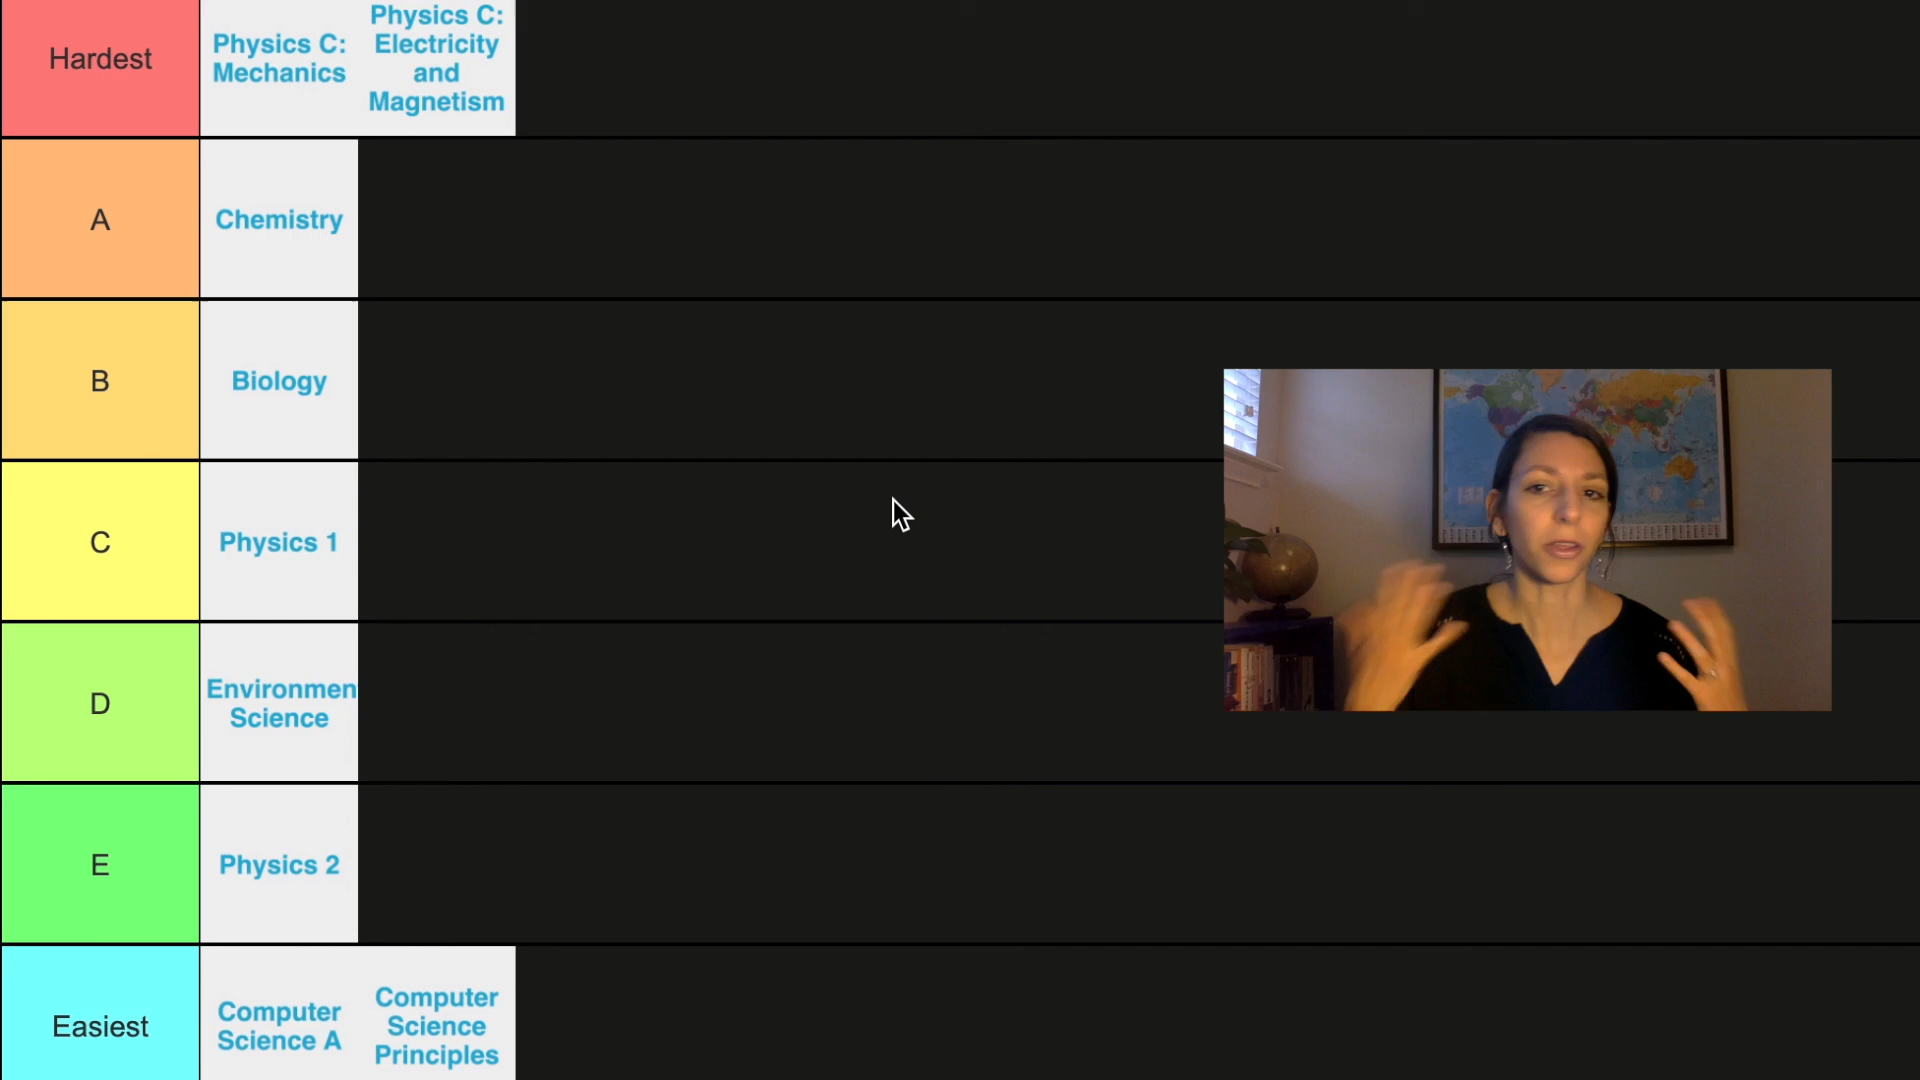 Hardest
Physics C:
Mechanics
Physics C:
Electricity
and
Magnetism
A
Chemistry
B
Biology
C
Physics 1
D
Environmen
Science
E
Physics 2
Easiest
Computer
Science A
Computer
Science
Principles